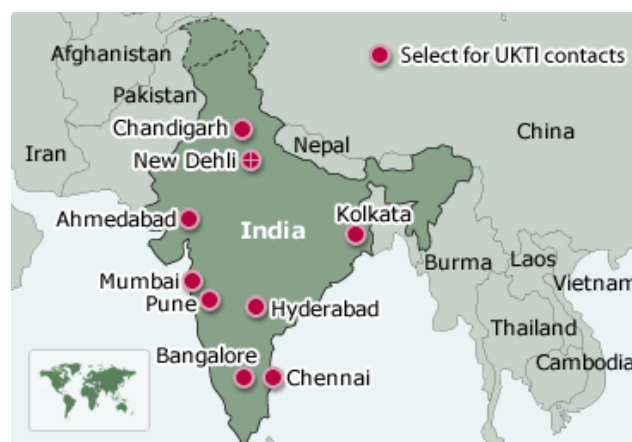 Afghanistan
Select for UKTI contacts
Pakistan
Chandigarh
China
Nepal
Iran
New Dehli
Ahmedabad
Kolkata
India
Burma
Laos
Mumbai
Vietnam
Pune
Hyderabad
Thailand
Bangalore
Cambodia
Chennai